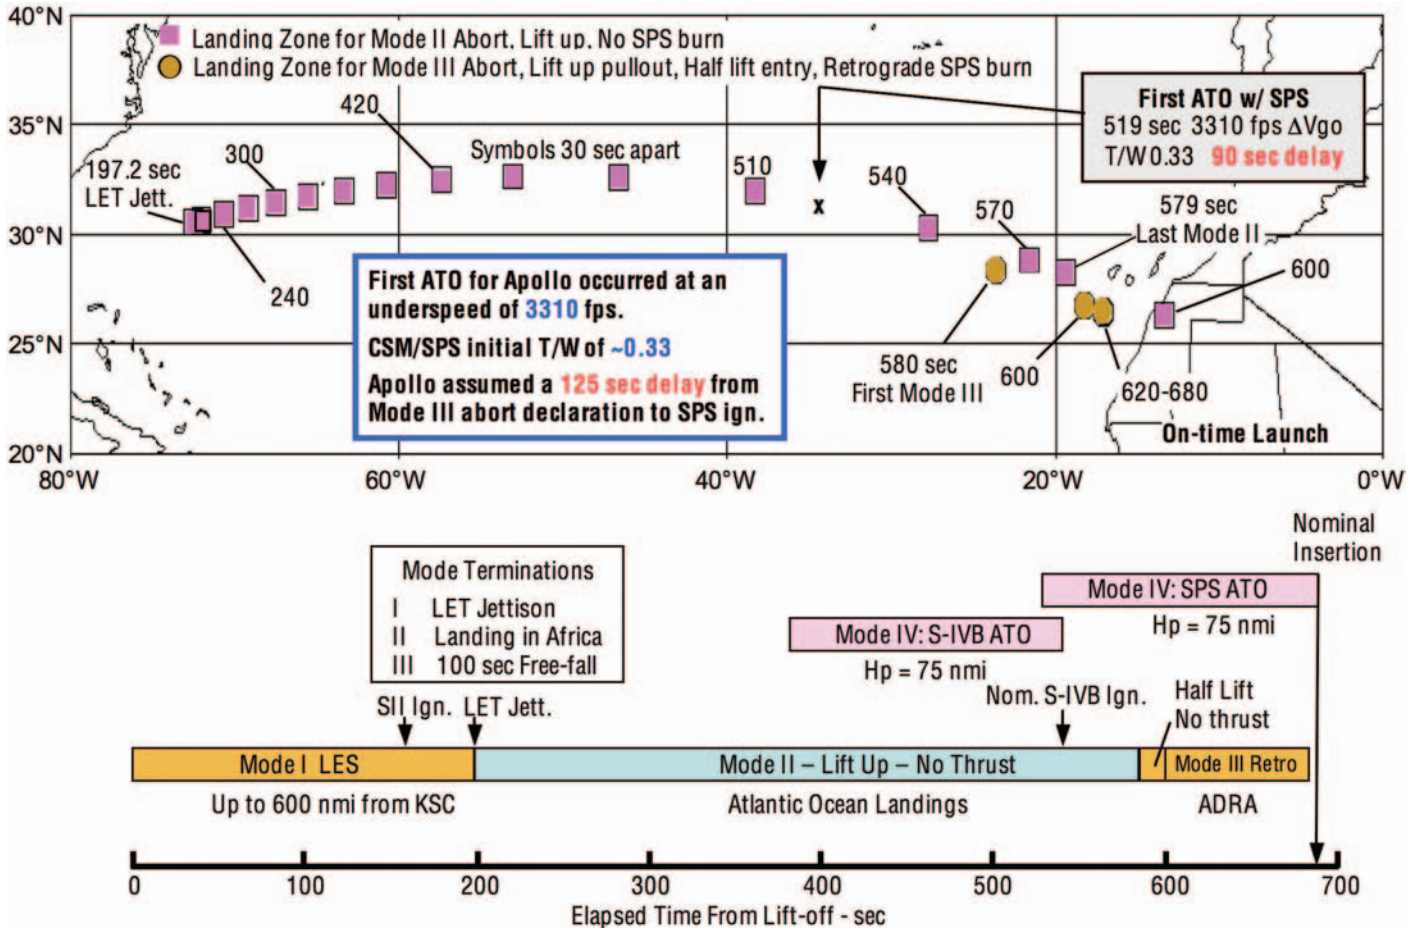 40°N
Landing Zone for Mode II Abort, Lift up, No SPS burn
Landing Zone for Mode III Abort, Lift up pullout, Half lift entry, Retrograde SPS burn
First ATO w/ SPS
519 sec 3310 fps ΔVgo
T/W 0.33 90 sec delay
35°N
420
Symbols 30 sec apart
300
510
540
197.2 sec
LET Jett.
x
570
579 sec
Last Mode II
30°N
240
600
First ATO for Apollo occurred at an
underspeed of 3310 fps.
CSM/SPS initial T/W of ~0.33
Apollo assumed a 125 sec delay from
Mode III abort declaration to SPS ign.
25°N
580 sec
First Mode III
600
620-680
On-time Launch
20°N
80°W 60°W 40°W 20°W 0°W
Nominal
Insertion
Mode Terminations
I LET Jettison
II Landing in Africa
III 100 sec Free-fall
Mode IV: SPS ATO
Hp = 75 nmi
Mode IV: S-IVB ATO
Hp = 75 nmi
SII Ign. LET Jett.
Nom. S-IVB Ign.
Half Lift
No thrust
Mode I LES
Mode II – Lift Up – No Thrust
Mode III Retro
Up to 600 nmi from KSC
Atlantic Ocean Landings
ADRA
0 100 200 300 400 500 600 700
Elapsed Time From Lift-off - sec